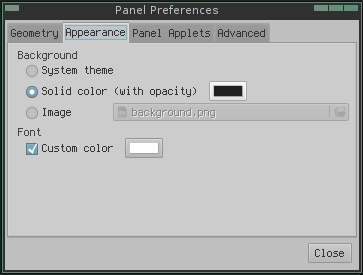 Panel Preferences
Geometry Appearance Panel Applets Advanced
Background
System theme
Solid color (with opacity)
Image background.png
Font
Custom color
Close